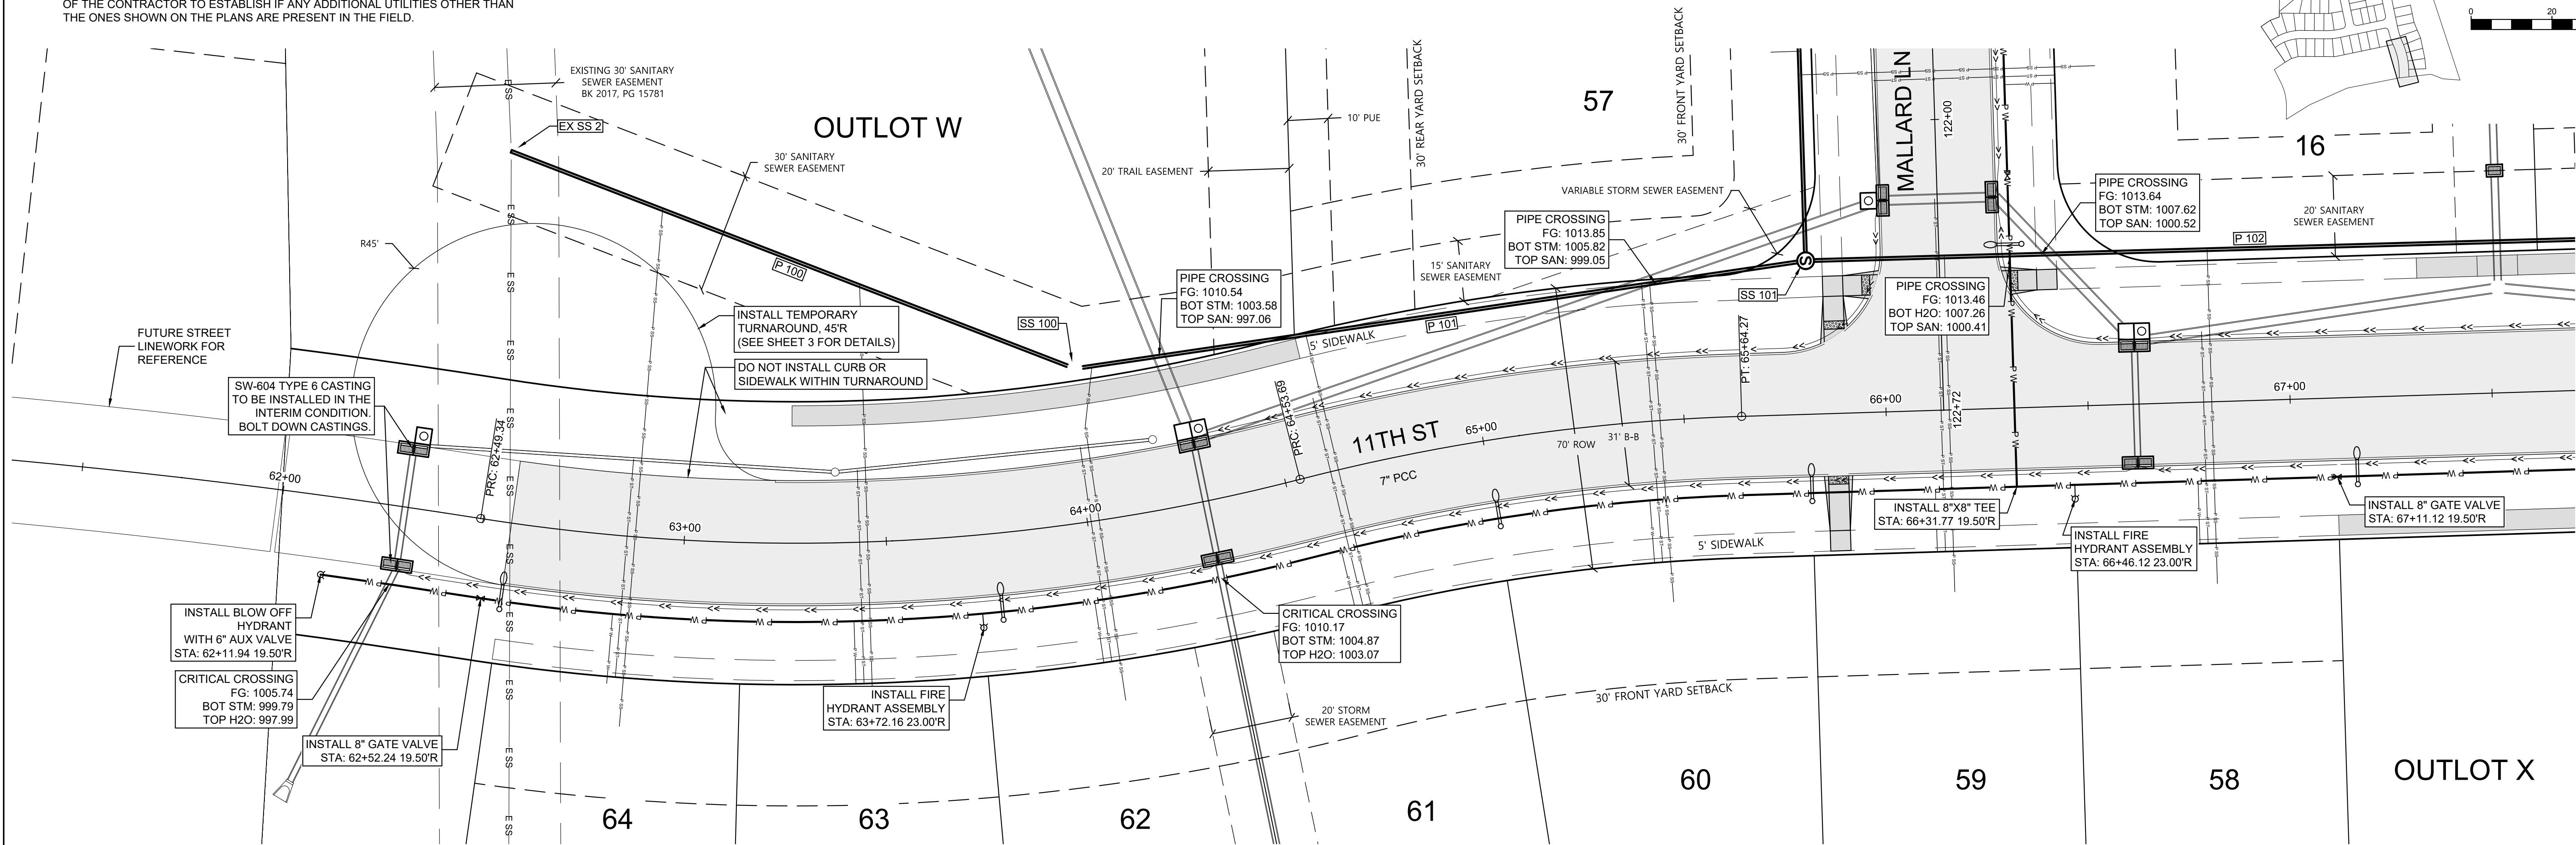 OF THE CONTRACTOR TO ESTABLISH IF ANY ADDITIONAL UTILITIES OTHER THAN
THE ONES SHOWN ON THE PLANS ARE PRESENT IN THE FIELD.
0
20
EXISTING 30' SANITARY
SEWER EASEMENT
BK 2017, PG 15781
EX SS 2
OUTLOT W
30' SANITARY
SEWER EASEMENT
R45'
P 100
10' PUE
20' TRAIL EASEMENT
30' REAR YARD SETBACK
57
30' FRONT YARD SETBACK
VARIABLE STORM SEWER EASEMENT
MALLARD LN
122+00
16
PIPE CROSSING
FG: 1013.64
BOT STM: 1007.62
TOP SAN: 1000.52
20' SANITARY
SEWER EASEMENT
P 102
PIPE CROSSING
FG: 1013.85
BOT STM: 1005.82
TOP SAN: 999.05
15' SANITARY
SEWER EASEMENT
PIPE CROSSING
FG: 1010.54
BOT STM: 1003.58
TOP SAN: 997.06
SS 100
P 101
5' SIDEWALK
S
SS 101
PIPE CROSSING
FG: 1013.46
BOT H2O: 1007.26
TOP SAN: 1000.41
FUTURE STREET
LINEWORK FOR
REFERENCE
INSTALL TEMPORARY
TURNAROUND, 45'R
(SEE SHEET 3 FOR DETAILS)
DO NOT INSTALL CURB OR
SIDEWALK WITHIN TURNAROUND
SW-604 TYPE 6 CASTING
TO BE INSTALLED IN THE
INTERIM CONDITION.
BOLT DOWN CASTINGS.
PRC: 62+49.34
PRC: 64+53.69
PT: 65+64.27
122+72
62+00
63+00
64+00
65+00
66+00
67+00
11TH ST
7" PCC
70' ROW
31' B-B
5' SIDEWALK
INSTALL 8"X8" TEE
STA: 66+31.77 19.50'R
INSTALL FIRE
HYDRANT ASSEMBLY
STA: 66+46.12 23.00'R
INSTALL 8" GATE VALVE
STA: 67+11.12 19.50'R
INSTALL BLOW OFF
HYDRANT
WITH 6" AUX VALVE
STA: 62+11.94 19.50'R
CRITICAL CROSSING
FG: 1005.74
BOT STM: 999.79
TOP H2O: 997.99
INSTALL 8" GATE VALVE
STA: 62+52.24 19.50'R
INSTALL FIRE
HYDRANT ASSEMBLY
STA: 63+72.16 23.00'R
CRITICAL CROSSING
FG: 1010.17
BOT STM: 1004.87
TOP H2O: 1003.07
20' STORM
SEWER EASEMENT
30' FRONT YARD SETBACK
64
63
62
61
60
59
58
OUTLOT X